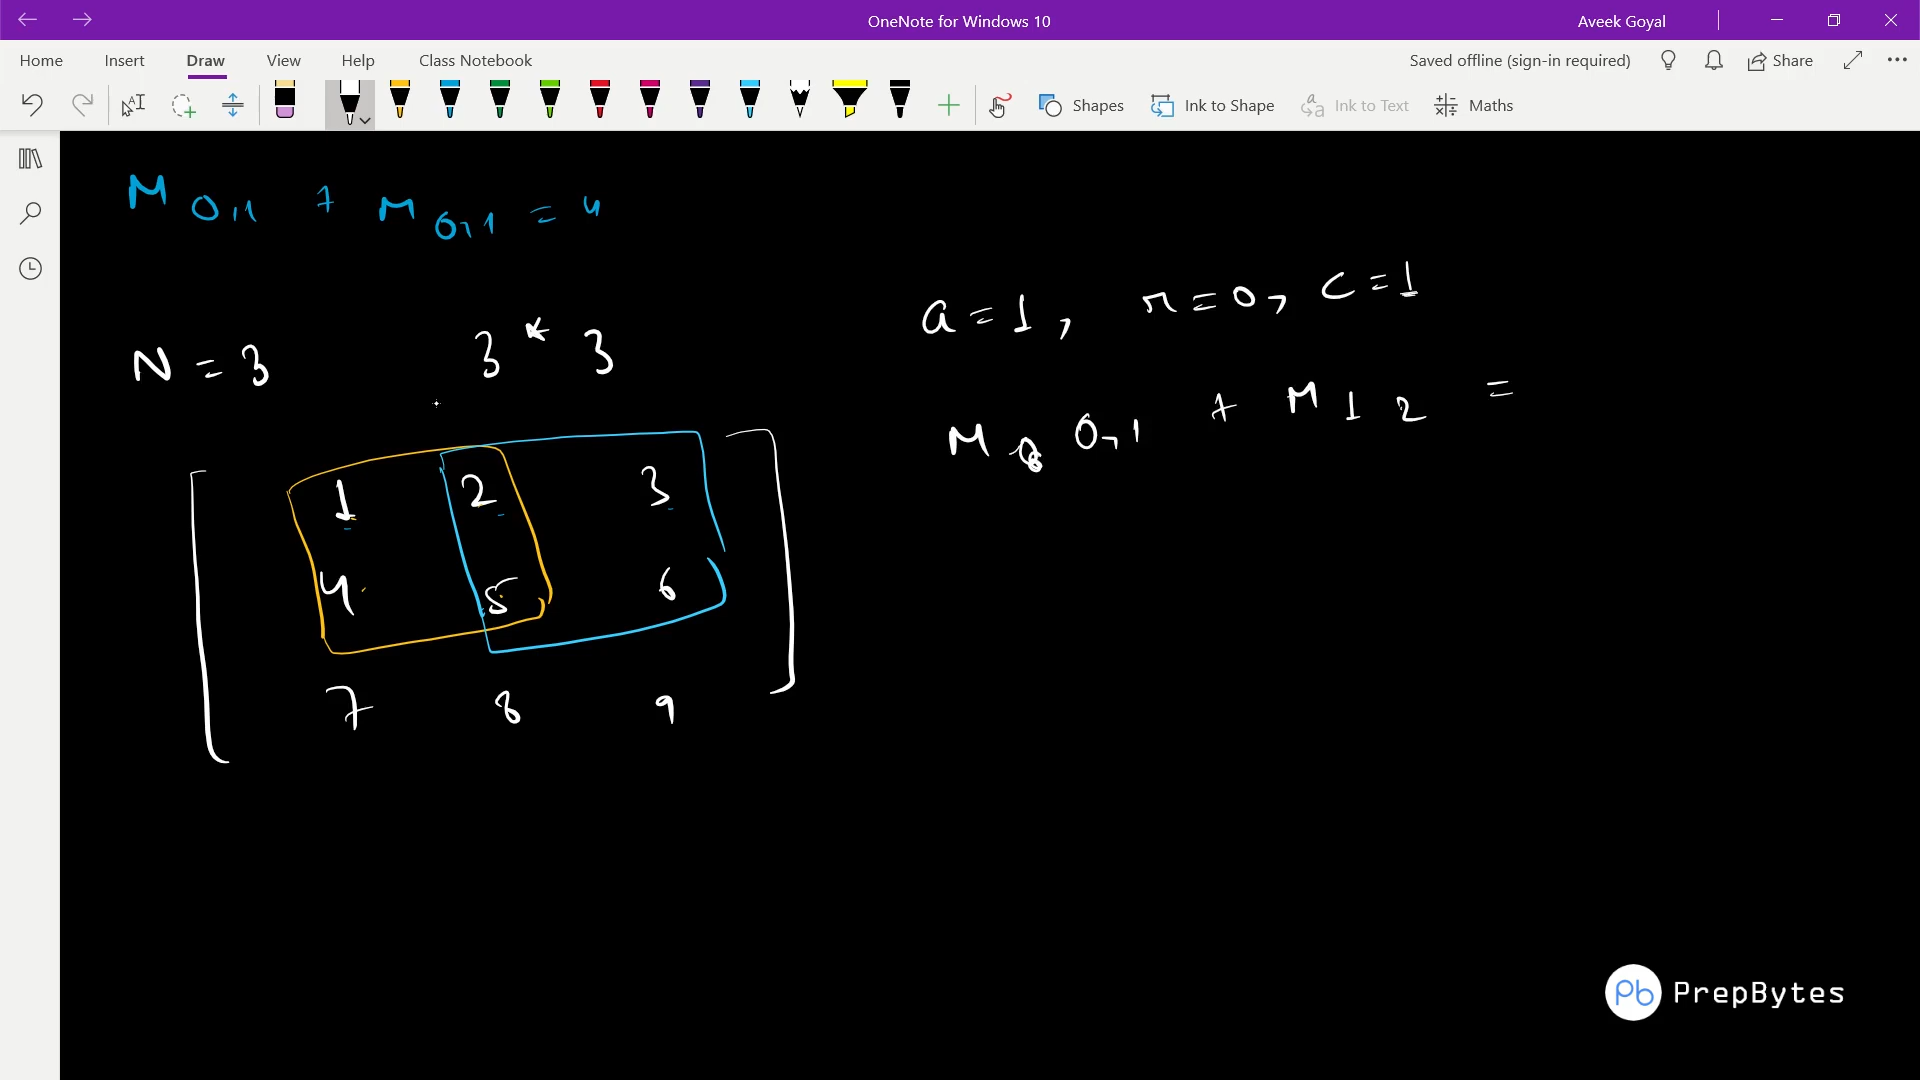 OneNote for Windows 10
Aveek Goyal
Home Insert Draw View Help Class Notebook
Saved offline (sign-in required) Share
Shapes Ink to Shape Ink to Text Maths
M 0,1 + M 0,1 = 4
a = 1, r = 0, c = 1
N = 3 3 * 3
M 0,1 + M 1 2 =
1 2 3
4 5 6
7 8 9
Pb PrepBytes